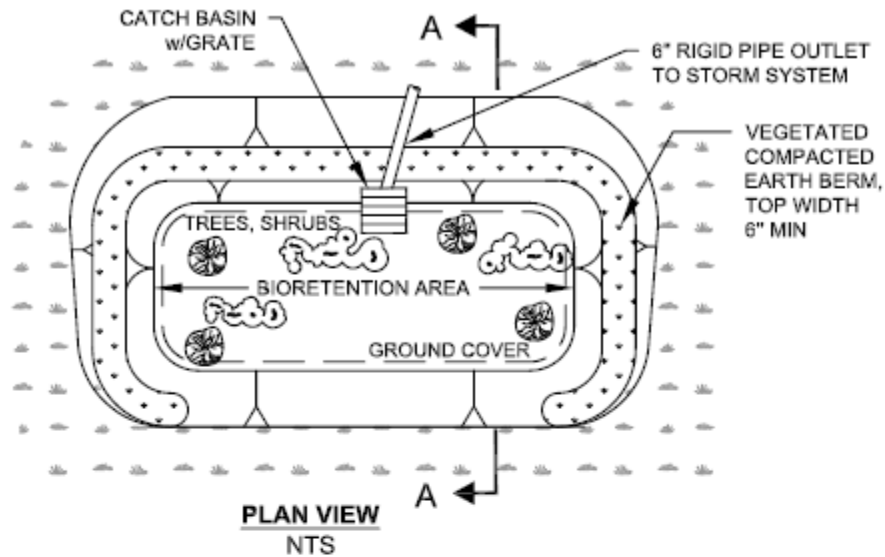 CATCH BASIN
w/GRATE
A
6" RIGID PIPE OUTLET
TO STORM SYSTEM
VEGETATED
COMPACTED
EARTH BERM,
TOP WIDTH
6" MIN
TREES, SHRUBS
BIORETENTION AREA
GROUND COVER
A
PLAN VIEW
NTS